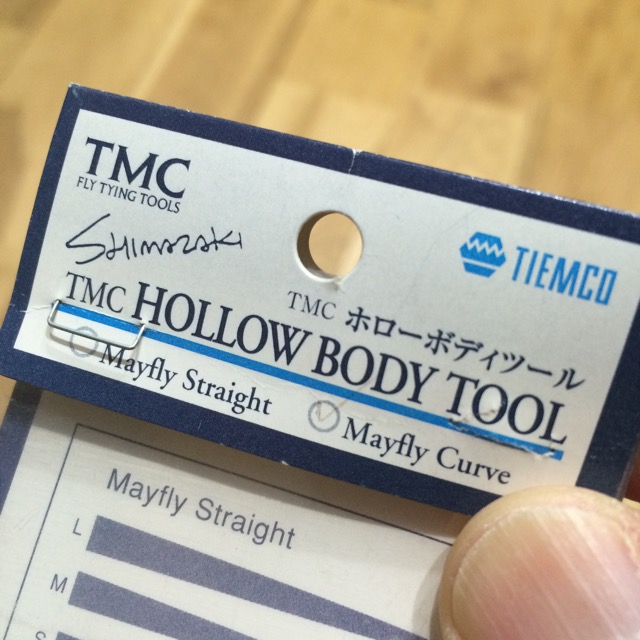 TMC
FLY TYING TOOLS
SHIMAZAKI
TIEMCO
TMC ホローボディツール
TMC HOLLOW BODY TOOL
Mayfly Straight
Mayfly Curve
Mayfly Straight
L
M
S